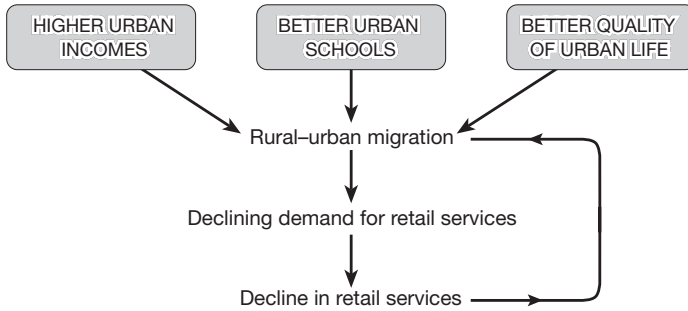 HIGHER URBAN
INCOMES
BETTER URBAN
SCHOOLS
BETTER QUALITY
OF URBAN LIFE
Rural–urban migration
Declining demand for retail services
Decline in retail services